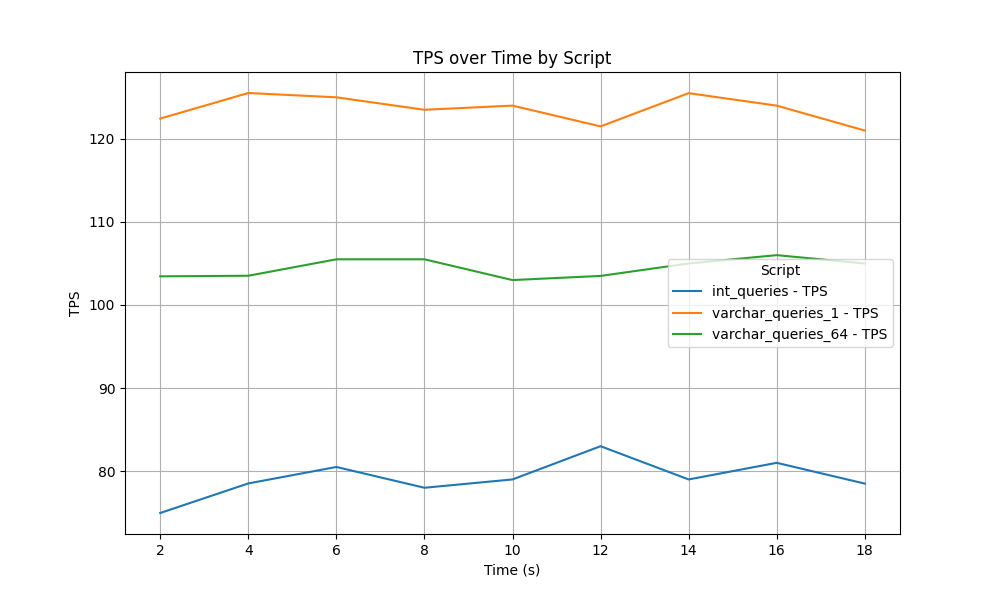 TPS over Time by Script
TPS
120
110
100
90
80
Script
int_queries - TPS
varchar_queries_1 - TPS
varchar_queries_64 - TPS
2 4 6 8 10 12 14 16 18
Time (s)